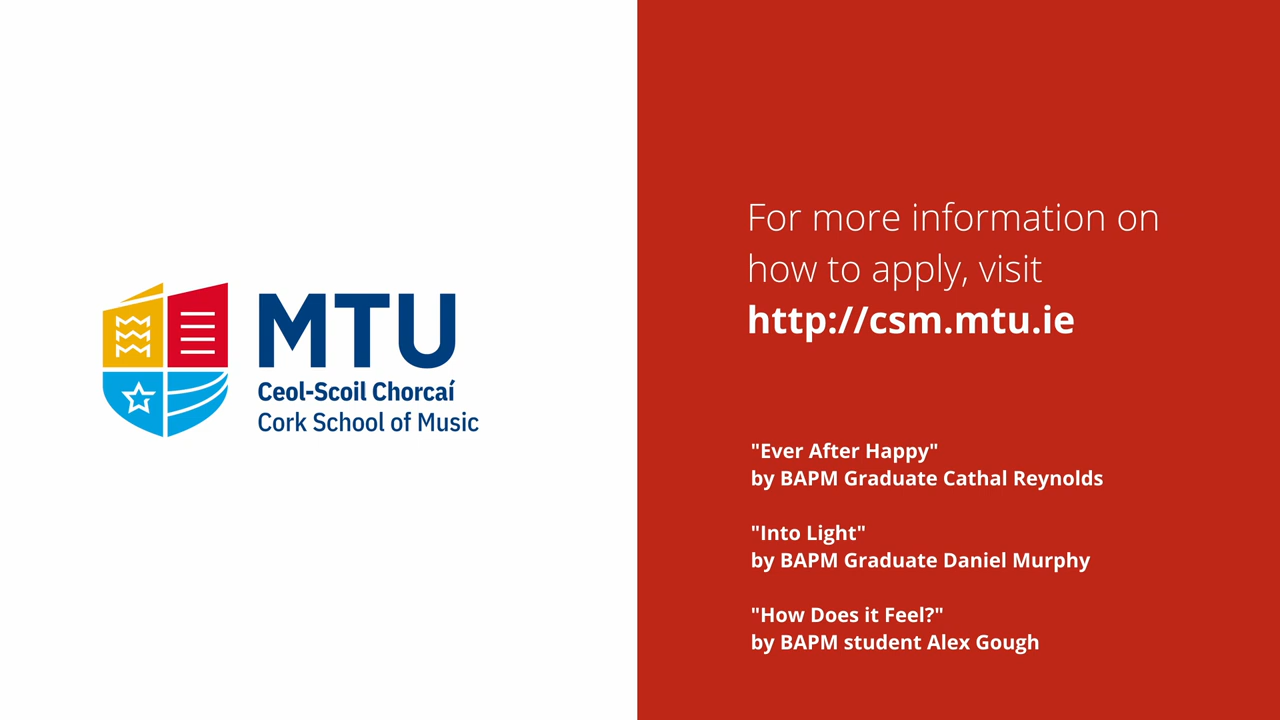 MTU
Ceol-Scoil Chorcaí
Cork School of Music
For more information on
how to apply, visit
http://csm.mtu.ie
"Ever After Happy"
by BAPM Graduate Cathal Reynolds
"Into Light"
by BAPM Graduate Daniel Murphy
"How Does it Feel?"
by BAPM student Alex Gough